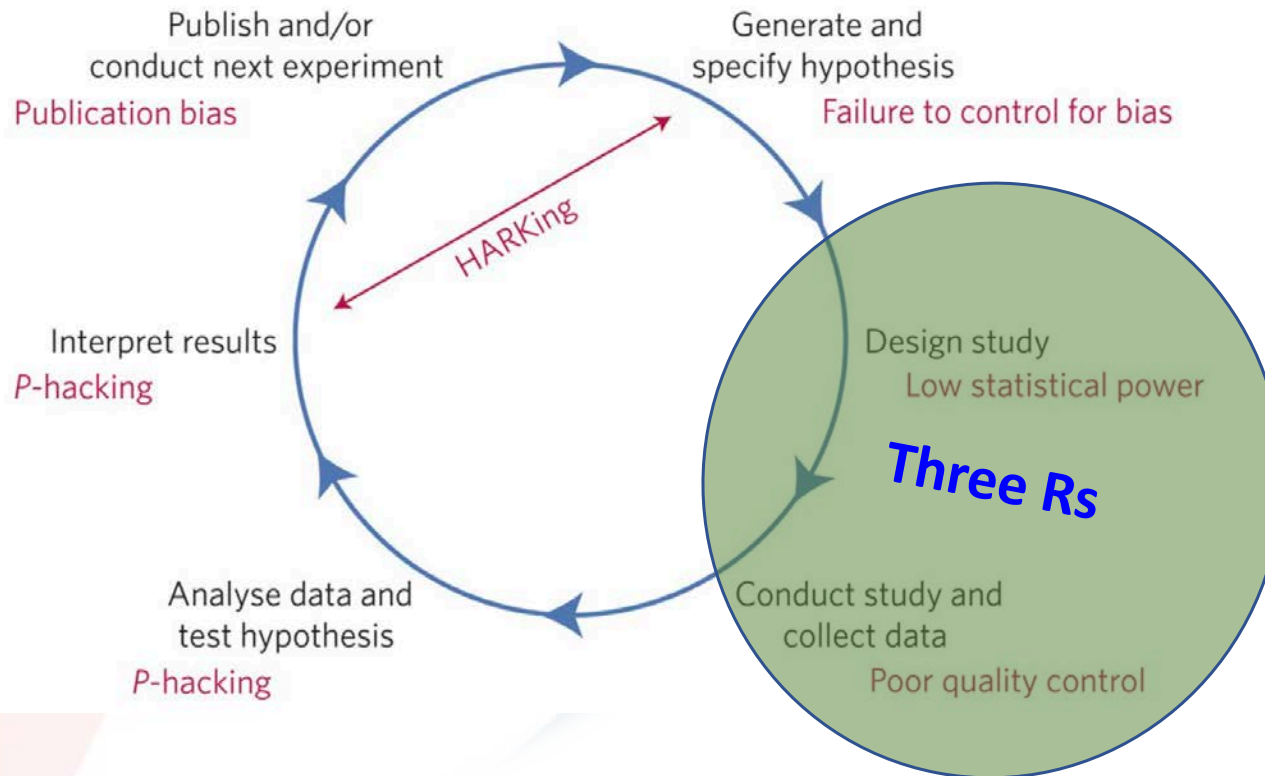 Publish and/or
conduct next experiment
Publication bias
Generate and
specify hypothesis
Failure to control for bias
HARKing
Interpret results
P-hacking
Design study
Low statistical power
Three Rs
Analyse data and
test hypothesis
P-hacking
Conduct study and
collect data
Poor quality control